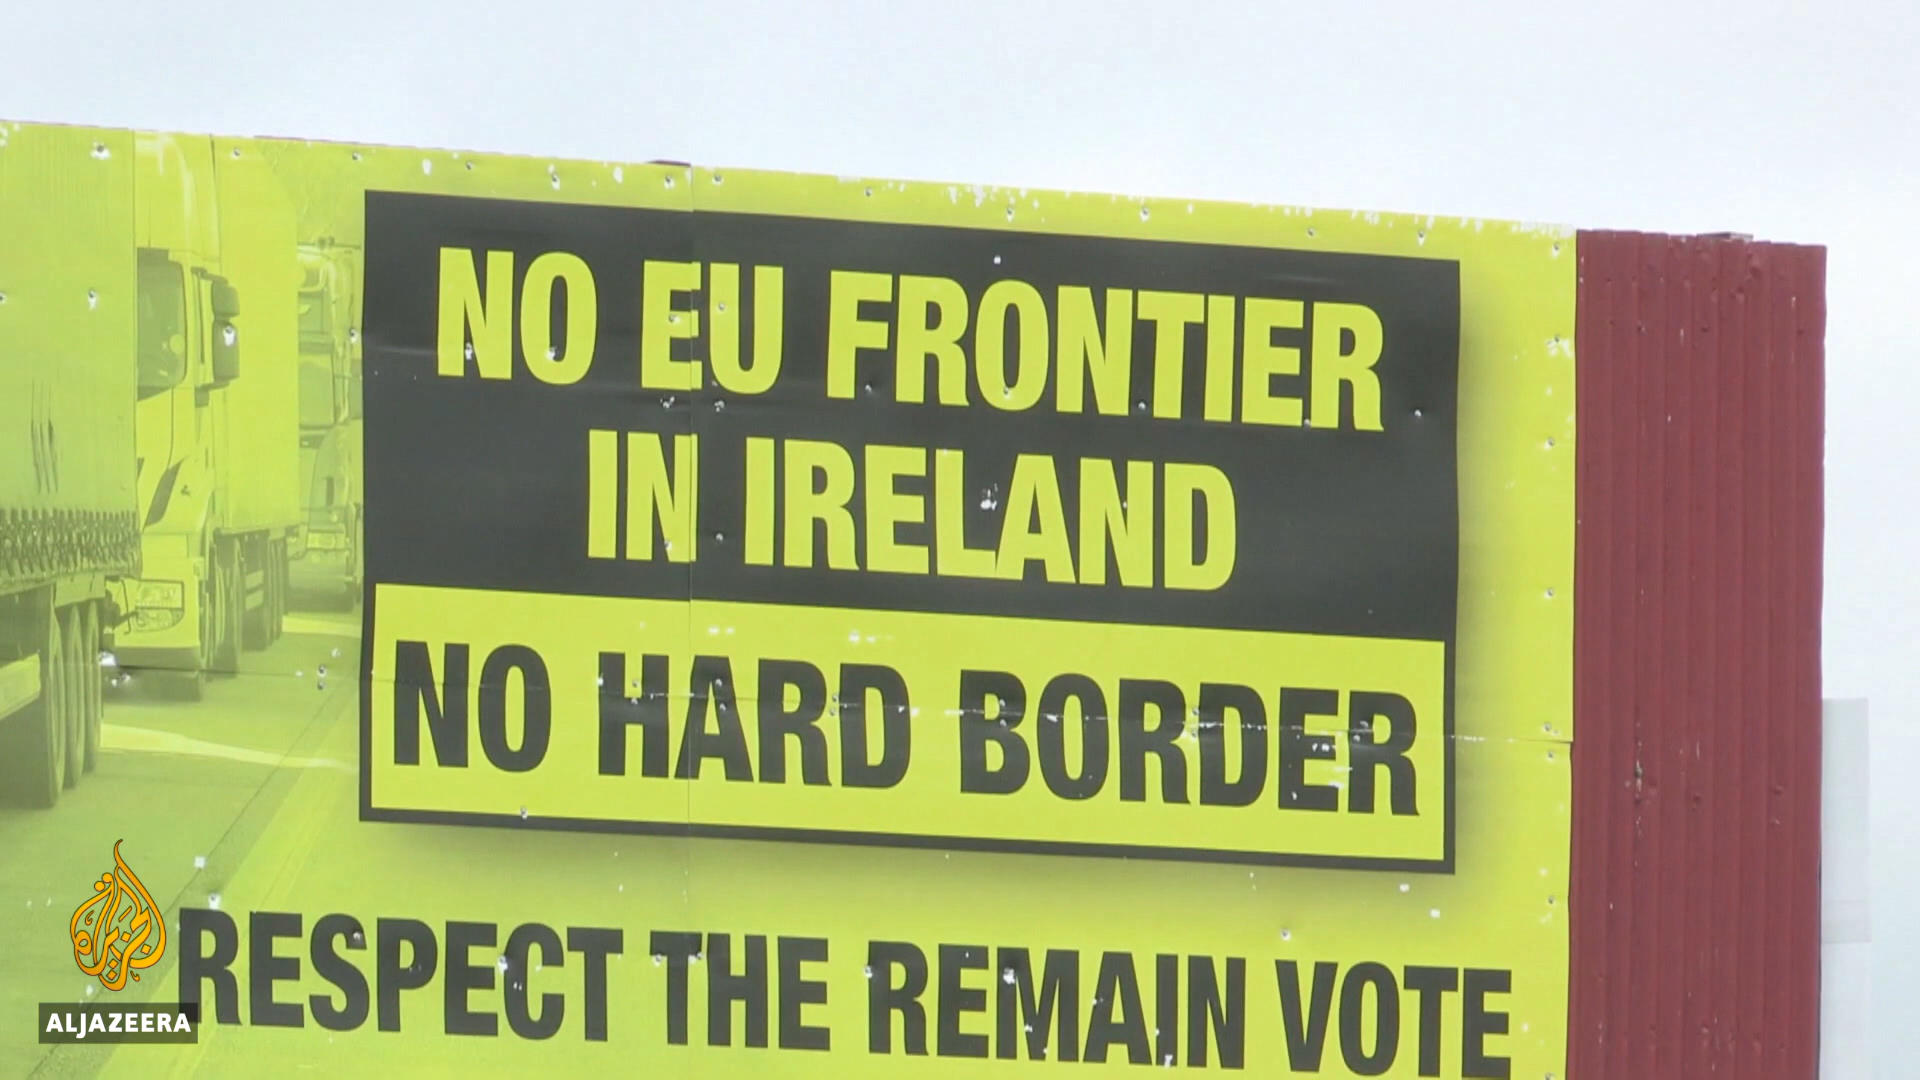 NO EU FRONTIER
IN IRELAND
NO HARD BORDER
RESPECT THE REMAIN VOTE
الجزيرة
ALJAZEERA